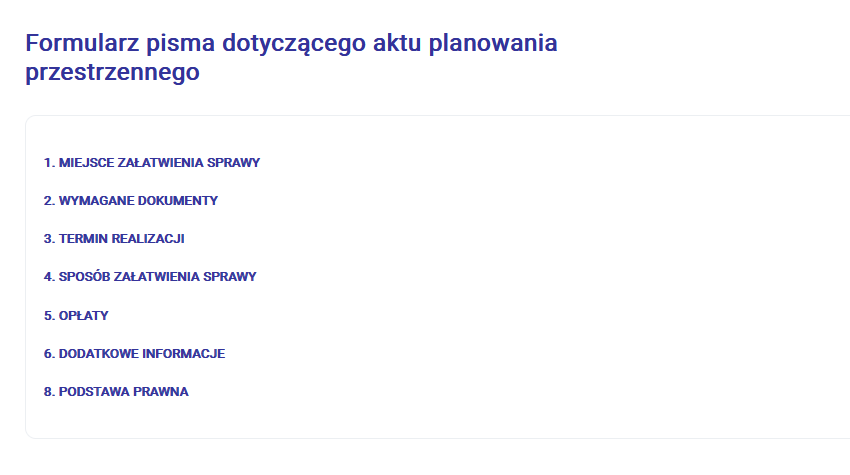 Formularz pisma dotyczącego aktu planowania
przestrzennego
1. MIEJSCE ZAŁATWIENIA SPRAWY
2. WYMAGANE DOKUMENTY
3. TERMIN REALIZACJI
4. SPOSÓB ZAŁATWIENIA SPRAWY
5. OPŁATY
6. DODATKOWE INFORMACJE
8. PODSTAWA PRAWNA